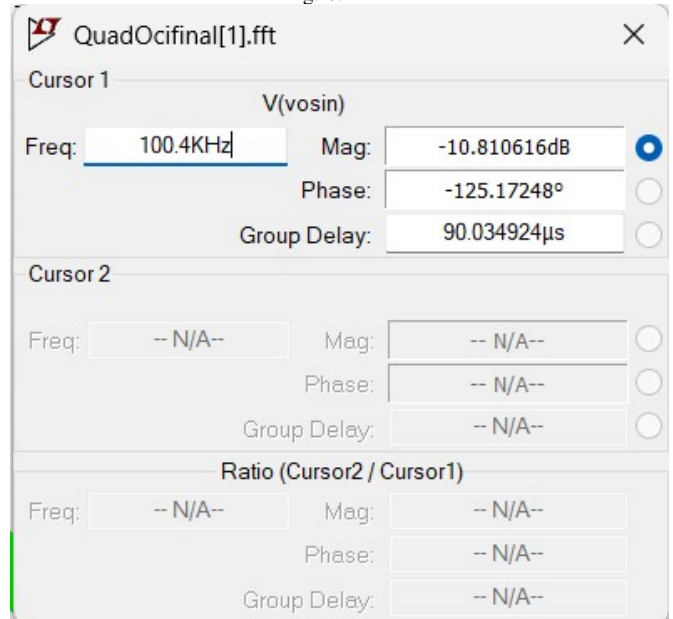 QuadOcifinal[1].fft
Cursor 1
V(vosin)
Freq: 100.4KHz Mag: -10.810616dB
Phase: -125.17248º
Group Delay: 90.034924µs
Cursor 2
Freq: -- N/A-- Mag: -- N/A--
Phase: -- N/A--
Group Delay: -- N/A--
Ratio (Cursor2 / Cursor1)
Freq: -- N/A-- Mag: -- N/A--
Phase: -- N/A--
Group Delay: -- N/A--